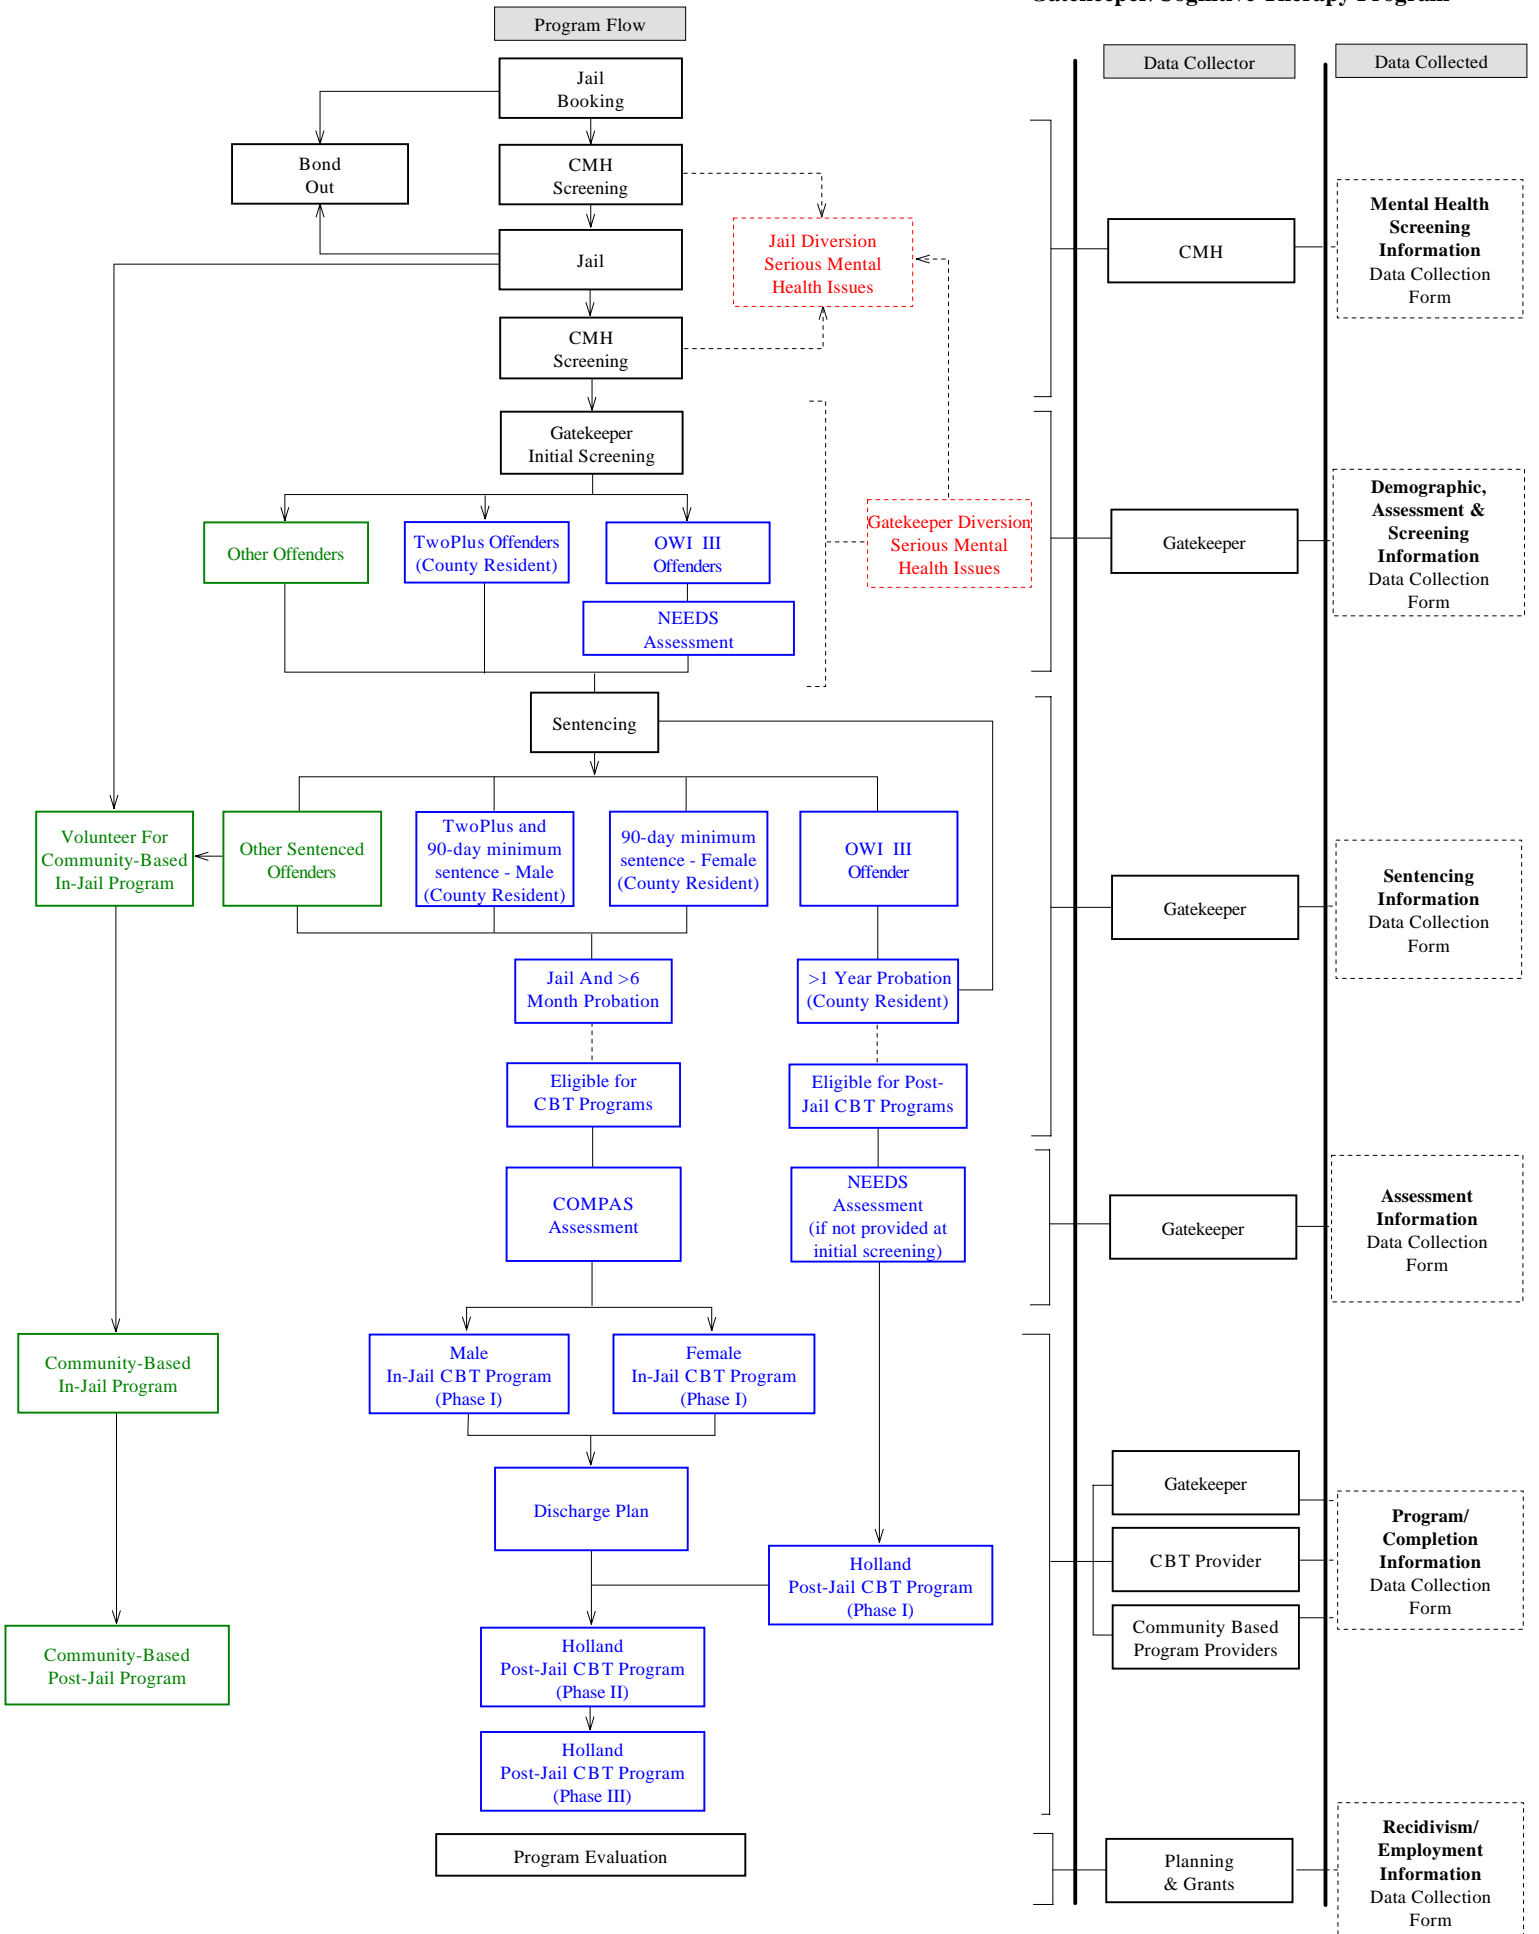 Gatekeeper/Cognitive Therapy Program
Program Flow
Data Collector
Data Collected
Jail
Booking
Bond
Out
CMH
Screening
Jail Diversion
Serious Mental
Health Issues
Jail
CMH
Screening
CMH
Mental Health
Screening
Information
Data Collection
Form
Gatekeeper
Initial Screening
Other Offenders
TwoPlus Offenders
(County Resident)
OWI III
Offenders
NEEDS
Assessment
Gatekeeper Diversion
Serious Mental
Health Issues
Gatekeeper
Demographic,
Assessment &
Screening
Information
Data Collection
Form
Sentencing
Volunteer For
Community-Based
In-Jail Program
Other Sentenced
Offenders
TwoPlus and
90-day minimum
sentence - Male
(County Resident)
90-day minimum
sentence - Female
(County Resident)
OWI III
Offender
Jail And >6
Month Probation
>1 Year Probation
(County Resident)
Eligible for
CBT Programs
Eligible for Post-
Jail CBT Programs
Gatekeeper
Sentencing
Information
Data Collection
Form
COMPAS
Assessment
NEEDS
Assessment
(if not provided at
initial screening)
Gatekeeper
Assessment
Information
Data Collection
Form
Community-Based
In-Jail Program
Male
In-Jail CBT Program
(Phase I)
Female
In-Jail CBT Program
(Phase I)
Discharge Plan
Holland
Post-Jail CBT Program
(Phase I)
Community-Based
Post-Jail Program
Holland
Post-Jail CBT Program
(Phase II)
Holland
Post-Jail CBT Program
(Phase III)
Gatekeeper
CBT Provider
Community Based
Program Providers
Program/
Completion
Information
Data Collection
Form
Program Evaluation
Planning
& Grants
Recidivism/
Employment
Information
Data Collection
Form